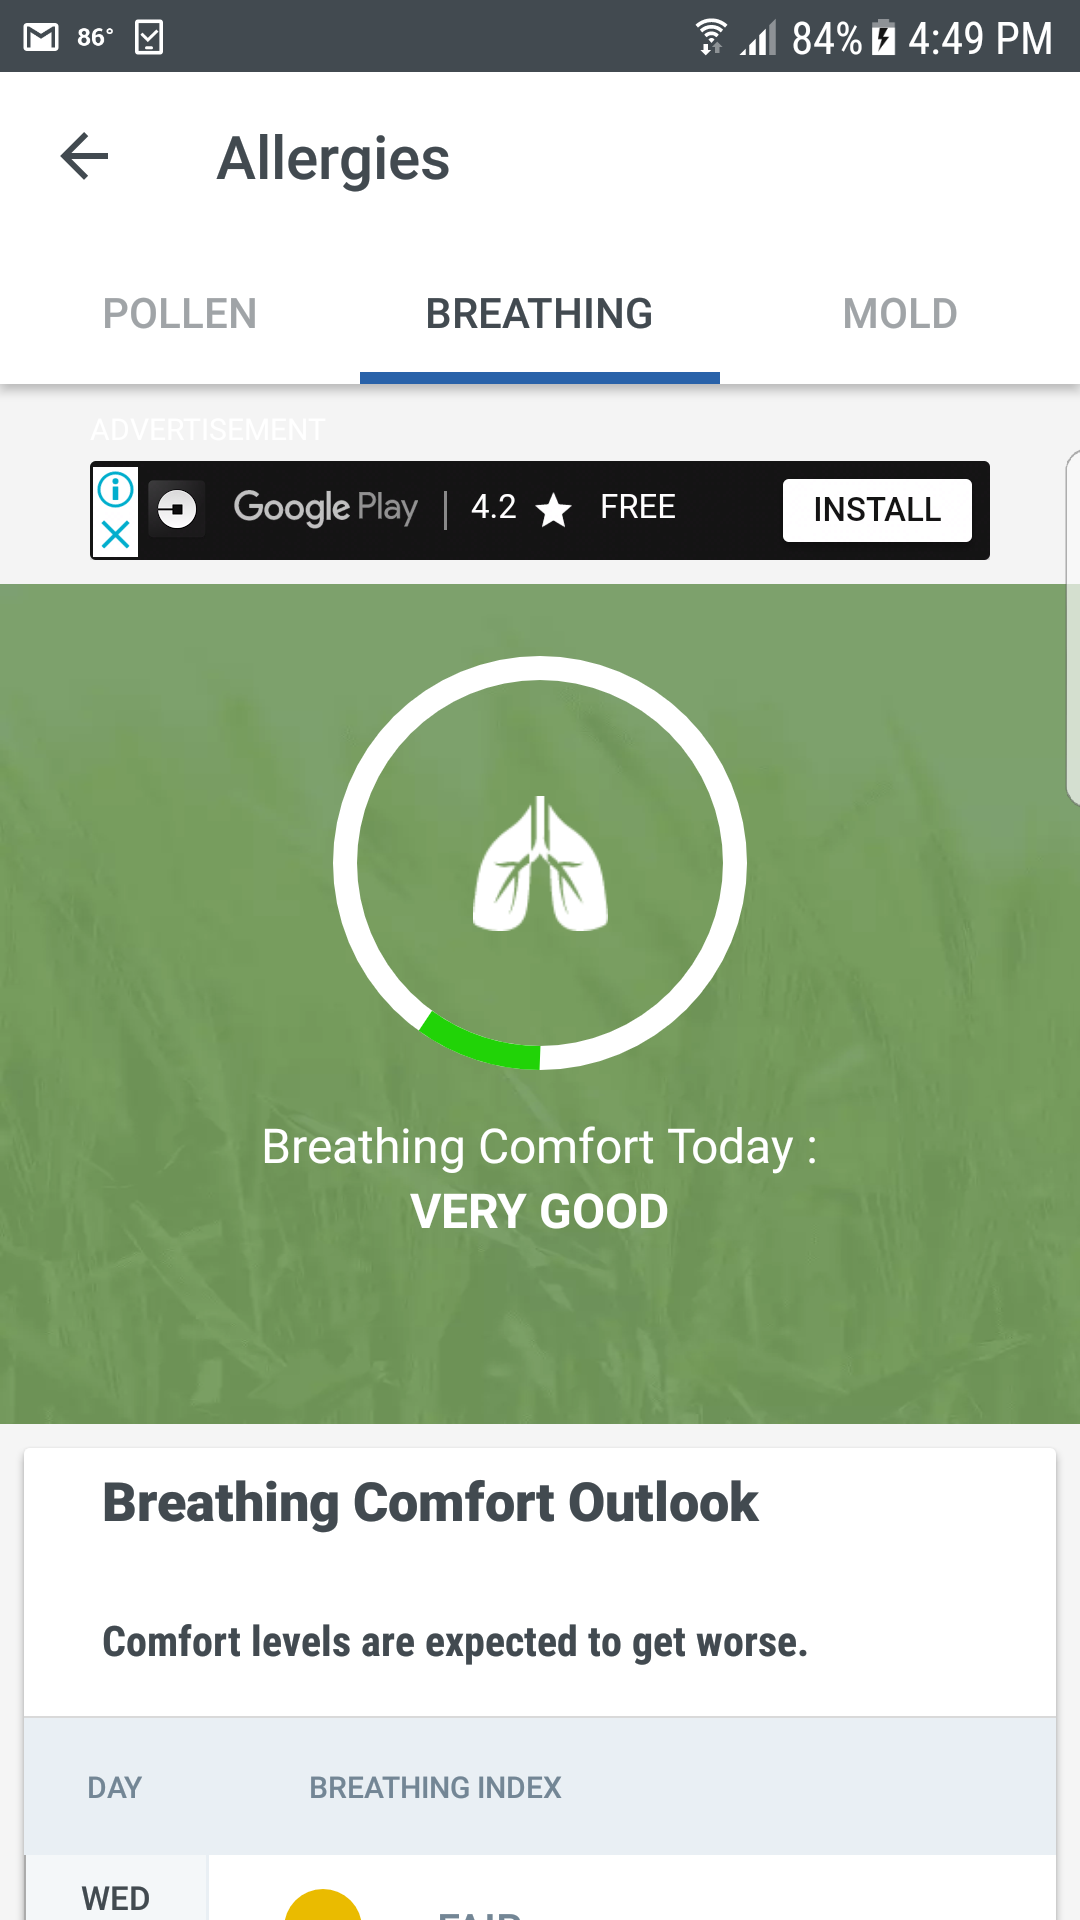 86° 84% 4:49 PM
Allergies
POLLEN BREATHING MOLD
ADVERTISEMENT
Google Play | 4.2 FREE INSTALL
Breathing Comfort Today :
VERY GOOD
Breathing Comfort Outlook
Comfort levels are expected to get worse.
DAY BREATHING INDEX
WED FAIR